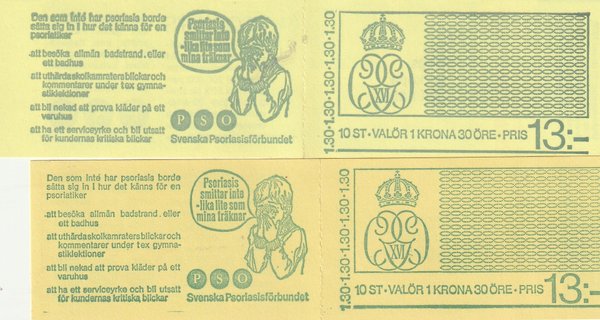 Den som inte har psoriasis borde
sätta sig in i hur det känns för en
psoriatiker
-att besöka allmän badstrand, eller
ett badhus
att uthärda skolkamraters blickar och
kommentarer under tex gymna-
stiklektioner
att bli nekad att prova kläder på ett
varuhus
att ha ett serviceyrke och bli utsatt
för kundernas kritiska blickar
Psoriasis
smittar inte
-lika lite som
mina fräknar
PSO
Svenska Psoriasisförbundet
1.30·1.30·1.30·1.30
XVI
10 ST · VALÖR 1 KRONA 30 ÖRE · PRIS 13:-
Den som inte har psoriasis borde
sätta sig in i hur det känns för en
psoriatiker
-att besöka allmän badstrand, eller
ett badhus
att uthärda skolkamraters blickar och
kommentarer under tex gymna-
stiklektioner
att bli nekad att prova kläder på ett
varuhus
att ha ett serviceyrke och bli utsatt
för kundernas kritiska blickar
Psoriasis
smittar inte
-lika lite som
mina fräknar
PSO
Svenska Psoriasisförbundet
1.30·1.30·1.30·1.30
XVI
10 ST · VALÖR 1 KRONA 30 ÖRE · PRIS 13:-